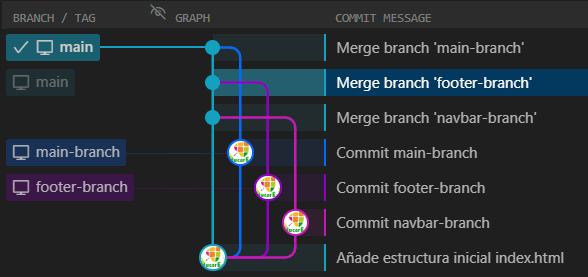 BRANCH / TAG GRAPH COMMIT MESSAGE
main Merge branch 'main-branch'
main Merge branch 'footer-branch'
Merge branch 'navbar-branch'
main-branch Commit main-branch
footer-branch Commit footer-branch
Commit navbar-branch
Añade estructura inicial index.html